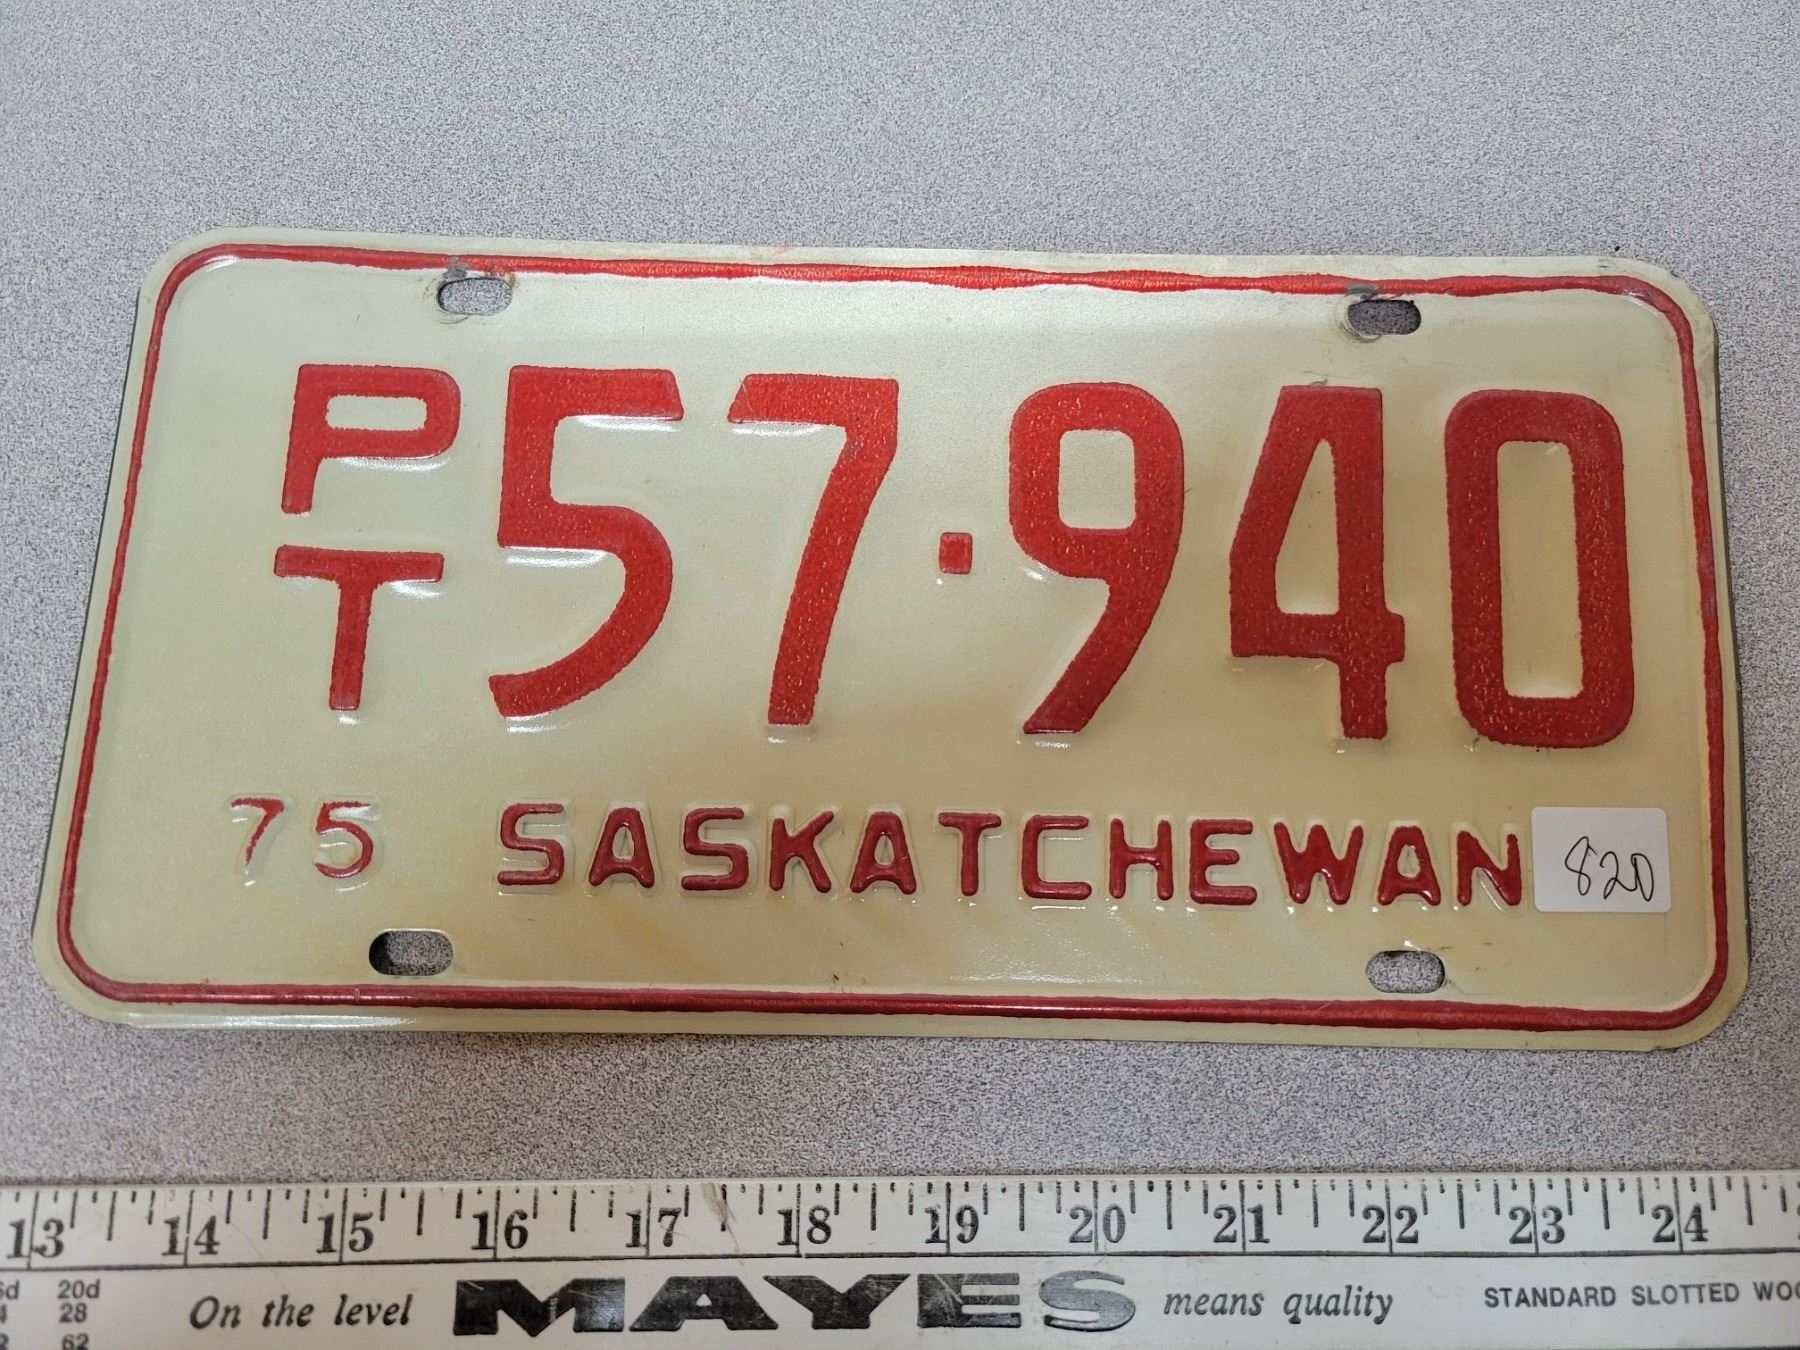 PT 57·940
75 SASKATCHEWAN 820
13 14 15 16 17 18 19 20 21 22 23 24
20d
28
62
On the level MAYES means quality STANDARD SLOTTED